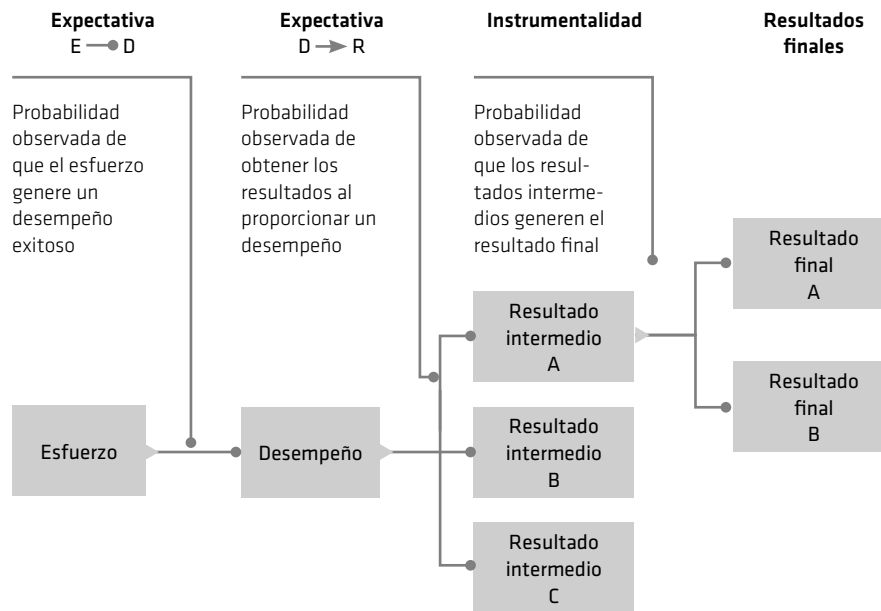 Expectativa
E D
Probabilidad
observada de
que el esfuerzo
genere un
desempeño
exitoso
Expectativa
D R
Probabilidad
observada de
obtener los
resultados al
proporcionar un
desempeño
Instrumentalidad
Probabilidad
observada de
que los resul-
tados interme-
dios generen el
resultado final
Resultados
finales
Esfuerzo
Desempeño
Resultado
intermedio
A
Resultado
intermedio
B
Resultado
intermedio
C
Resultado
final
A
Resultado
final
B